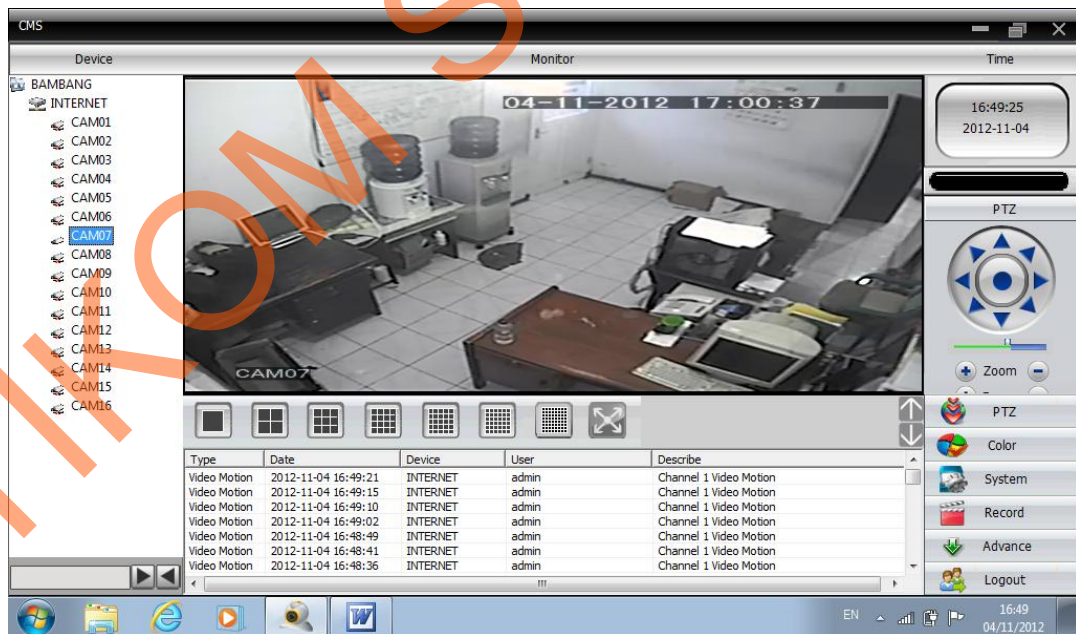 CMS
Device
Monitor
Time
BAMBANG
INTERNET
CAM01
CAM02
CAM03
CAM04
CAM05
CAM06
CAM07
CAM08
CAM09
CAM10
CAM11
CAM12
CAM13
CAM14
CAM15
CAM16
04-11-2012 17:00:37
CAM07
16:49:25
2012-11-04
PTZ
Zoom
PTZ
Color
System
Record
Advance
Logout
Type Date Device User Describe
Video Motion 2012-11-04 16:49:21 INTERNET admin Channel 1 Video Motion
Video Motion 2012-11-04 16:49:15 INTERNET admin Channel 1 Video Motion
Video Motion 2012-11-04 16:49:10 INTERNET admin Channel 1 Video Motion
Video Motion 2012-11-04 16:49:02 INTERNET admin Channel 1 Video Motion
Video Motion 2012-11-04 16:48:49 INTERNET admin Channel 1 Video Motion
Video Motion 2012-11-04 16:48:41 INTERNET admin Channel 1 Video Motion
Video Motion 2012-11-04 16:48:36 INTERNET admin Channel 1 Video Motion
EN
16:49
04/11/2012
IKOM S